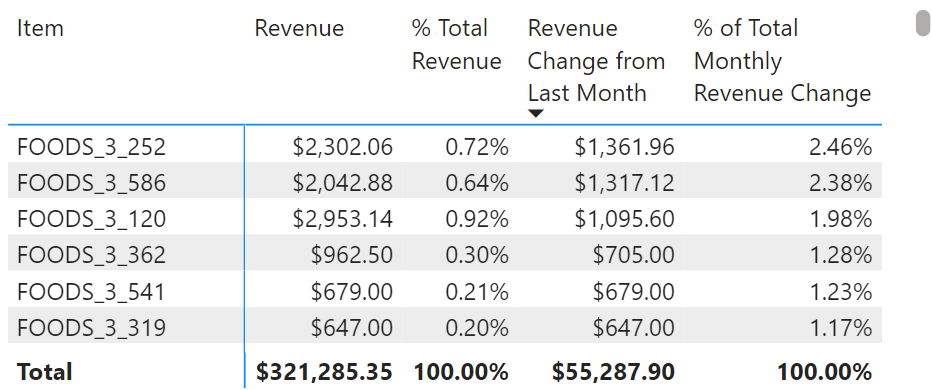 Item Revenue % Total Revenue % of Total
Revenue Change from Monthly
Last Month Revenue Change
FOODS_3_252 $2,302.06 0.72% $1,361.96 2.46%
FOODS_3_586 $2,042.88 0.64% $1,317.12 2.38%
FOODS_3_120 $2,953.14 0.92% $1,095.60 1.98%
FOODS_3_362 $962.50 0.30% $705.00 1.28%
FOODS_3_541 $679.00 0.21% $679.00 1.23%
FOODS_3_319 $647.00 0.20% $647.00 1.17%
Total $321,285.35 100.00% $55,287.90 100.00%